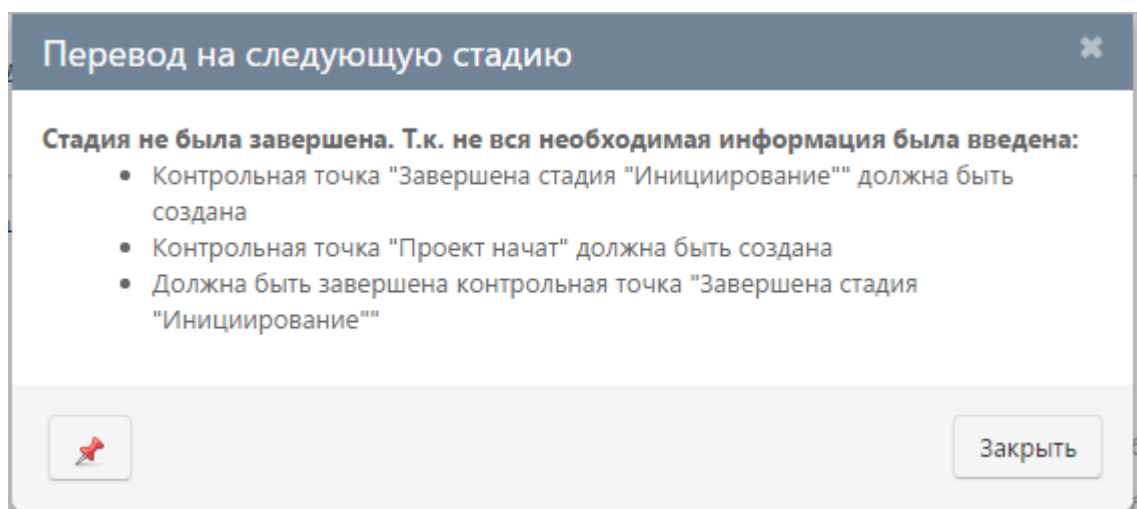 Перевод на следующую стадию
Стадия не была завершена. Т.к. не вся необходимая информация была введена:
Контрольная точка "Завершена стадия "Инициирование"" должна быть
создана
Контрольная точка "Проект начат" должна быть создана
Должна быть завершена контрольная точка "Завершена стадия
"Инициирование""
Закрыть